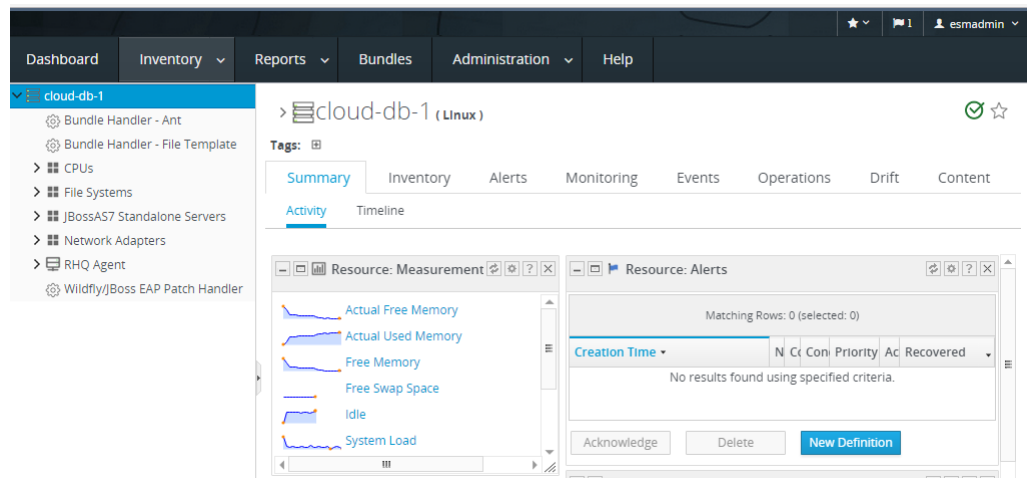 1 esmadmin
Dashboard Inventory Reports Bundles Administration Help
cloud-db-1
Bundle Handler - Ant
Bundle Handler - File Template
CPUs
File Systems
JBossAS7 Standalone Servers
Network Adapters
RHQ Agent
Wildfly/JBoss EAP Patch Handler
cloud-db-1 (Linux)
Tags:
Summary Inventory Alerts Monitoring Events Operations Drift Content
Activity Timeline
Resource: Measurement
Actual Free Memory
Actual Used Memory
Free Memory
Free Swap Space
Idle
System Load
Resource: Alerts
Matching Rows: 0 (selected: 0)
Creation Time N Co Con Priority Ac Recovered
No results found using specified criteria.
Acknowledge Delete New Definition